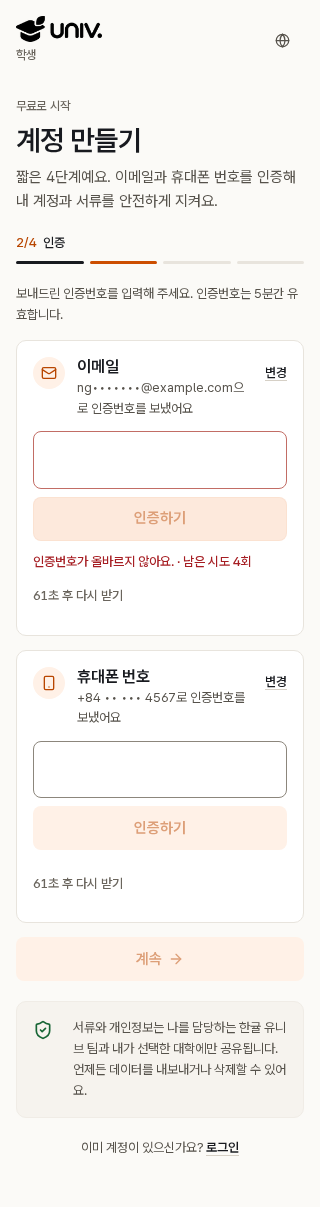 UNIV.
학생
무료로 시작
계정 만들기
짧은 4단계예요. 이메일과 휴대폰 번호를 인증해
내 계정과 서류를 안전하게 지켜요.
2/4 인증
보내드린 인증번호를 입력해 주세요. 인증번호는 5분간 유
효합니다.
이메일
변경
ng•••••••@example.com으
로 인증번호를 보냈어요
인증하기
인증번호가 올바르지 않아요. · 남은 시도 4회
61초 후 다시 받기
휴대폰 번호
변경
+84 •• ••• 4567로 인증번호를
보냈어요
인증하기
61초 후 다시 받기
계속 →
서류와 개인정보는 나를 담당하는 한글 유니
브 팀과 내가 선택한 대학에만 공유됩니다.
언제든 데이터를 내보내거나 삭제할 수 있어
요.
이미 계정이 있으신가요? 로그인